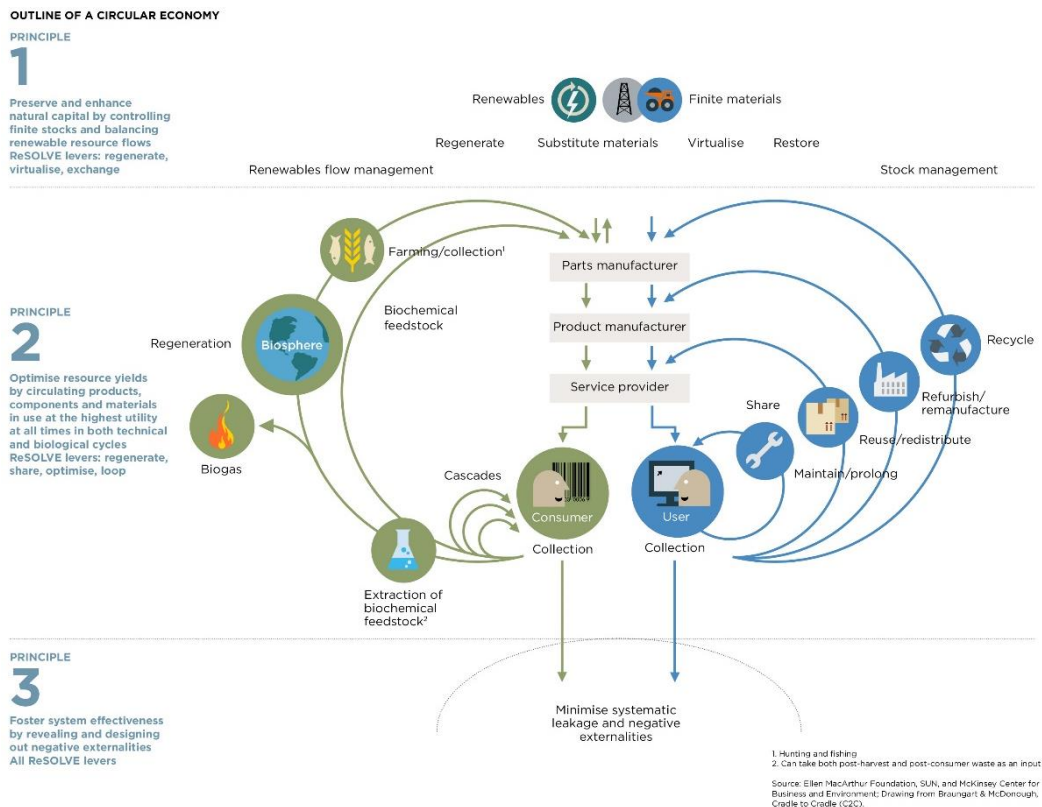 OUTLINE OF A CIRCULAR ECONOMY
PRINCIPLE
1
Preserve and enhance
natural capital by controlling
finite stocks and balancing
renewable resource flows
ReSOLVE levers: regenerate,
virtualise, exchange
Renewables
Finite materials
Regenerate
Substitute materials
Virtualise
Restore
Renewables flow management
Stock management
PRINCIPLE
2
Optimise resource yields
by circulating products,
components and materials
in use at the highest utility
at all times in both technical
and biological cycles
ReSOLVE levers: regenerate,
share, optimise, loop
Farming/collection¹
Parts manufacturer
Biochemical
feedstock
Product manufacturer
Regeneration
Biosphere
Recycle
Service provider
Refurbish/
remanufacture
Share
Reuse/redistribute
Biogas
Cascades
Maintain/prolong
Consumer
User
Collection
Collection
Extraction of
biochemical
feedstock²
PRINCIPLE
3
Foster system effectiveness
by revealing and designing
out negative externalities
All ReSOLVE levers
Minimise systematic
leakage and negative
externalities
1. Hunting and fishing
2. Can take both post-harvest and post-consumer waste as an input
Source: Ellen MacArthur Foundation, SUN, and McKinsey Center for
Business and Environment; Drawing from Braungart & McDonough,
Cradle to Cradle (C2C).